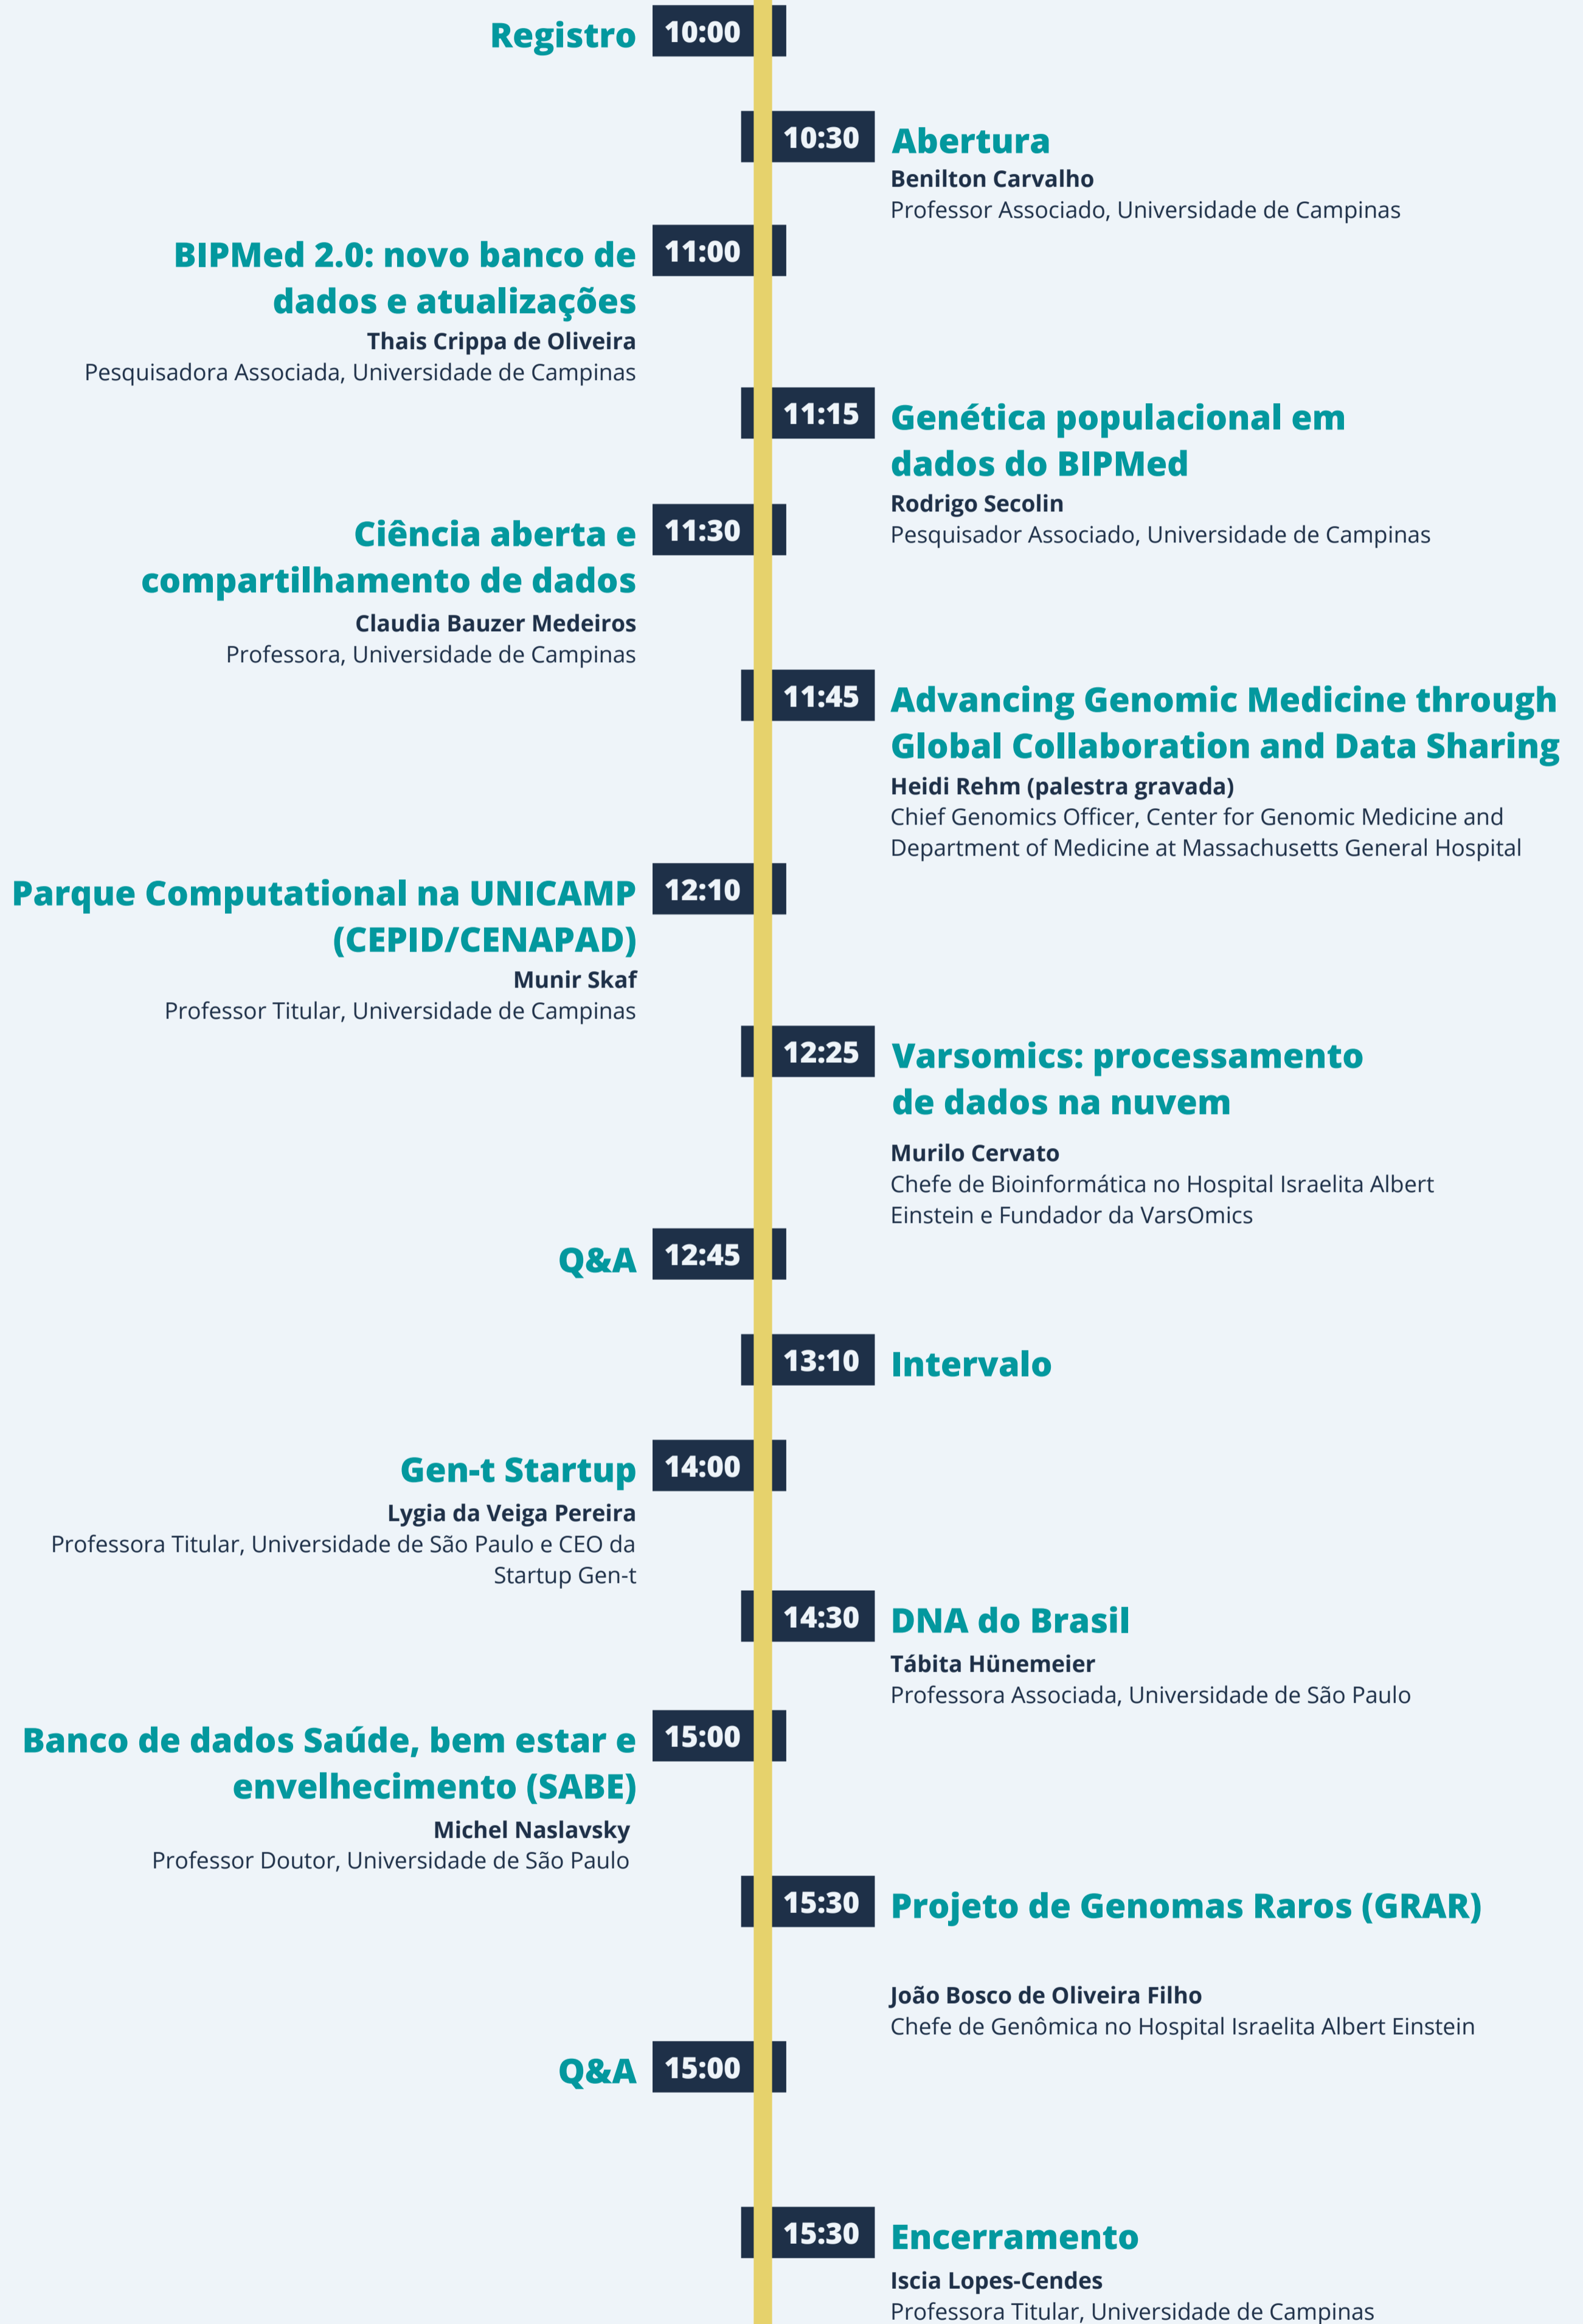 Registro
10:00
10:30
Abertura
Benilton Carvalho
Professor Associado, Universidade de Campinas
BIPMed 2.0: novo banco de
dados e atualizações
11:00
Thais Crippa de Oliveira
Pesquisadora Associada, Universidade de Campinas
11:15
Genética populacional em
dados do BIPMed
Rodrigo Secolin
Pesquisador Associado, Universidade de Campinas
Ciência aberta e
compartilhamento de dados
11:30
Claudia Bauzer Medeiros
Professora, Universidade de Campinas
11:45
Advancing Genomic Medicine through
Global Collaboration and Data Sharing
Heidi Rehm (palestra gravada)
Chief Genomics Officer, Center for Genomic Medicine and
Department of Medicine at Massachusetts General Hospital
Parque Computational na UNICAMP
(CEPID/CENAPAD)
12:10
Munir Skaf
Professor Titular, Universidade de Campinas
12:25
Varsomics: processamento
de dados na nuvem
Murilo Cervato
Chefe de Bioinformática no Hospital Israelita Albert
Einstein e Fundador da VarsOmics
Q&A
12:45
13:10
Intervalo
Gen-t Startup
14:00
Lygia da Veiga Pereira
Professora Titular, Universidade de São Paulo e CEO da
Startup Gen-t
14:30
DNA do Brasil
Tábita Hünemeier
Professora Associada, Universidade de São Paulo
Banco de dados Saúde, bem estar e
envelhecimento (SABE)
15:00
Michel Naslavsky
Professor Doutor, Universidade de São Paulo
15:30
Projeto de Genomas Raros (GRAR)
João Bosco de Oliveira Filho
Chefe de Genômica no Hospital Israelita Albert Einstein
Q&A
15:00
15:30
Encerramento
Iscia Lopes-Cendes
Professora Titular, Universidade de Campinas